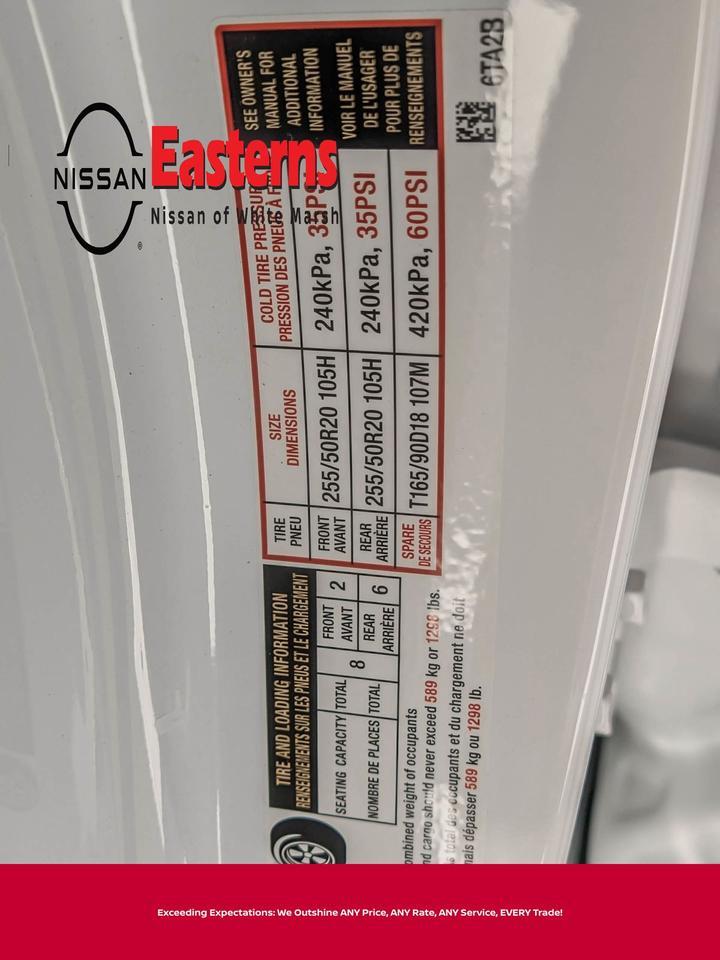 NISSAN
®
Easterns
Nissan of White Marsh
TIRE AND LOADING INFORMATION
RENSEIGNEMENTS SUR LES PNEUS ET LE CHARGEMENT
SEATING CAPACITY TOTAL 8 FRONT AVANT 2
NOMBRE DE PLACES TOTAL REAR ARRIÈRE 6
ombined weight of occupants
nd cargo should never exceed 589 kg or 1298 lbs.
total des occupants et du chargement ne doit
mais dépasser 589 kg ou 1298 lb.
TIRE PNEU
SIZE DIMENSIONS
COLD TIRE PRESSURE
PRESSION DES PNEUS À
SEE OWNER'S
MANUAL FOR
ADDITIONAL
INFORMATION
VOIR LE MANUEL
DE L'USAGER
POUR PLUS DE
RENSEIGNEMENTS
FRONT AVANT 255/50R20 105H 240kPa, 35PSI
REAR ARRIÈRE 255/50R20 105H 240kPa, 35PSI
SPARE DE SECOURS T165/90D18 107M 420kPa, 60PSI
6TA2B
Exceeding Expectations: We Outshine ANY Price, ANY Rate, ANY Service, EVERY Trade!